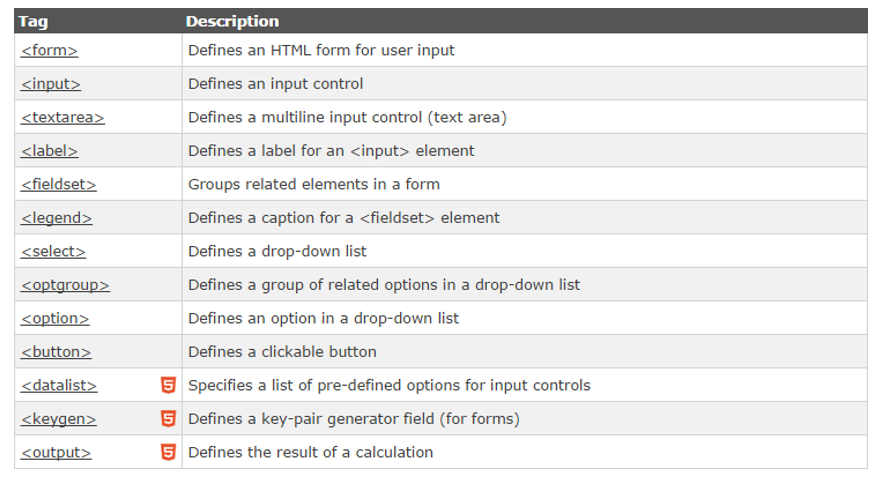 Tag Description
<form> Defines an HTML form for user input
<input> Defines an input control
<textarea> Defines a multiline input control (text area)
<label> Defines a label for an <input> element
<fieldset> Groups related elements in a form
<legend> Defines a caption for a <fieldset> element
<select> Defines a drop-down list
<optgroup> Defines a group of related options in a drop-down list
<option> Defines an option in a drop-down list
<button> Defines a clickable button
<datalist> 5 Specifies a list of pre-defined options for input controls
<keygen> 5 Defines a key-pair generator field (for forms)
<output> 5 Defines the result of a calculation